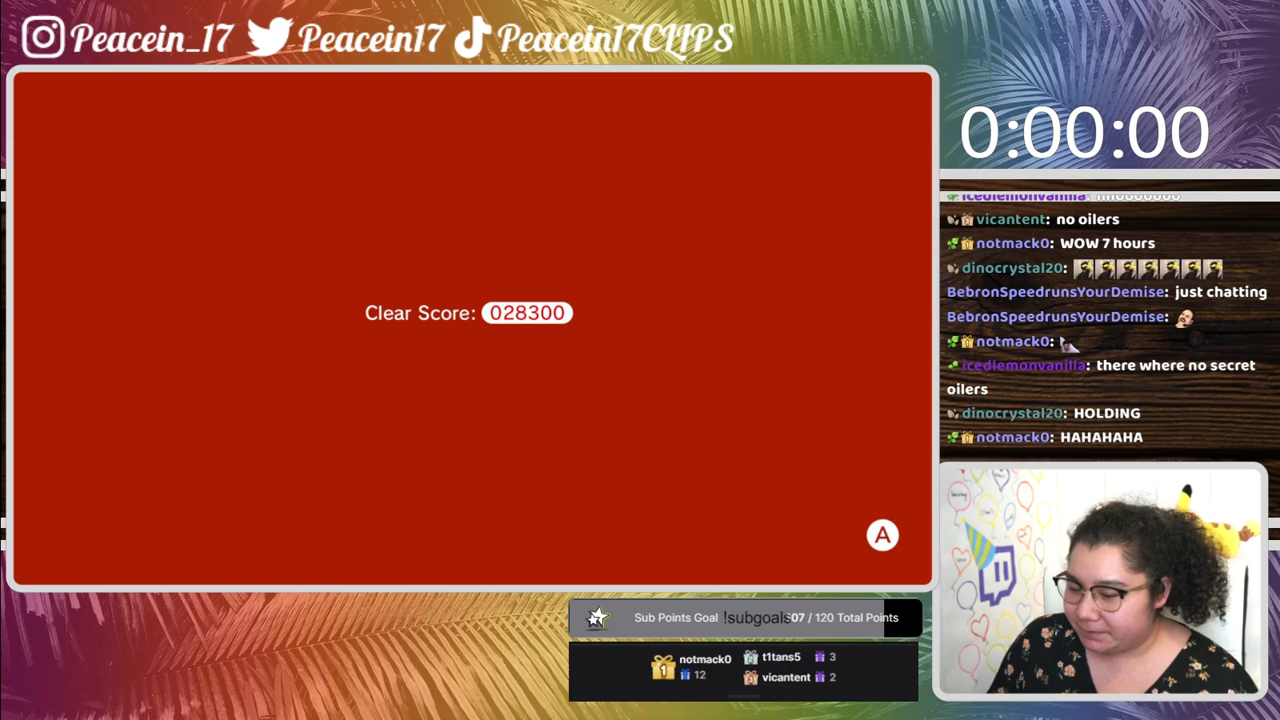 Peacein_17 Peacein17 Peacein17CLIPS
0:00:00
icedlemonvanilla:
vicantent: no oilers
notmack0: WOW 7 hours
dinocrystal20:
BebronSpeedrunsYourDemise: just chatting
BebronSpeedrunsYourDemise:
notmack0:
icedlemonvanilla: there where no secret
oilers
dinocrystal20: HOLDING
notmack0: HAHAHAHA
Clear Score: 028300
A
Sub Points Goal !subgoals 07 / 120 Total Points
1 notmack0 12
t1tans5 3
vicantent 2